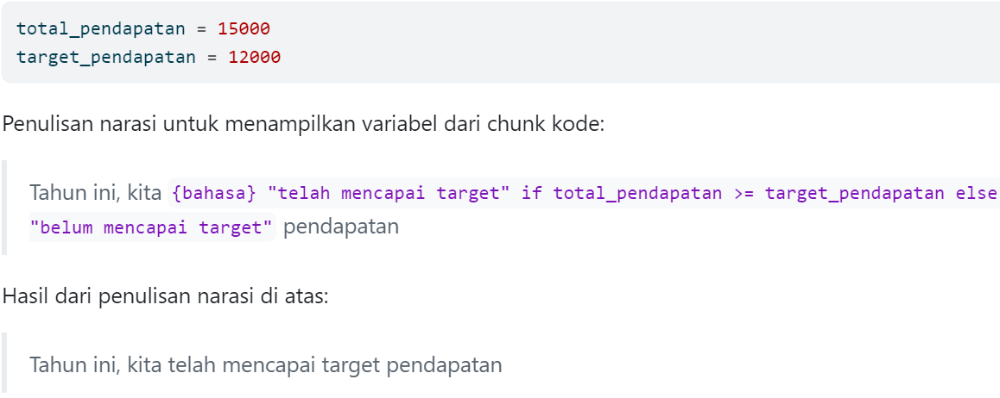 total_pendapatan = 15000
target_pendapatan = 12000
Penulisan narasi untuk menampilkan variabel dari chunk kode:
Tahun ini, kita {bahasa} "telah mencapai target" if total_pendapatan >= target_pendapatan else
"belum mencapai target" pendapatan
Hasil dari penulisan narasi di atas:
Tahun ini, kita telah mencapai target pendapatan